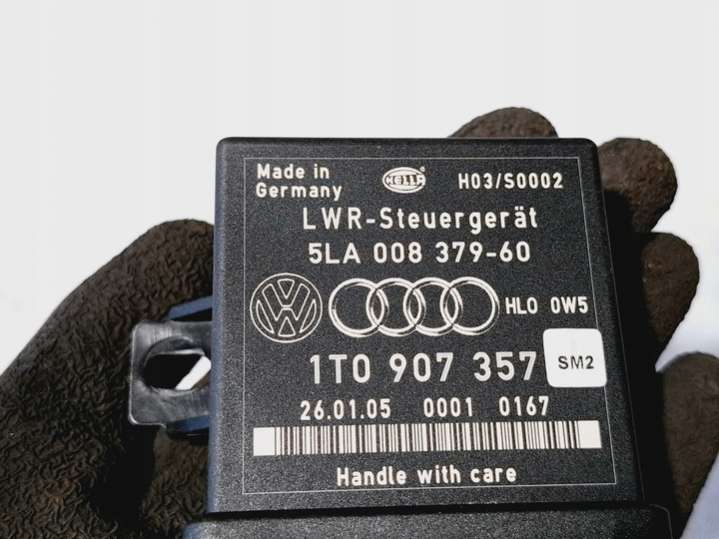 Made in
Germany
HELLA
H03/S0002
LWR-Steuergerät
5LA 008 379-60
HL0 0W5
1T0 907 357
SM2
26.01.05 0001 0167
Handle with care